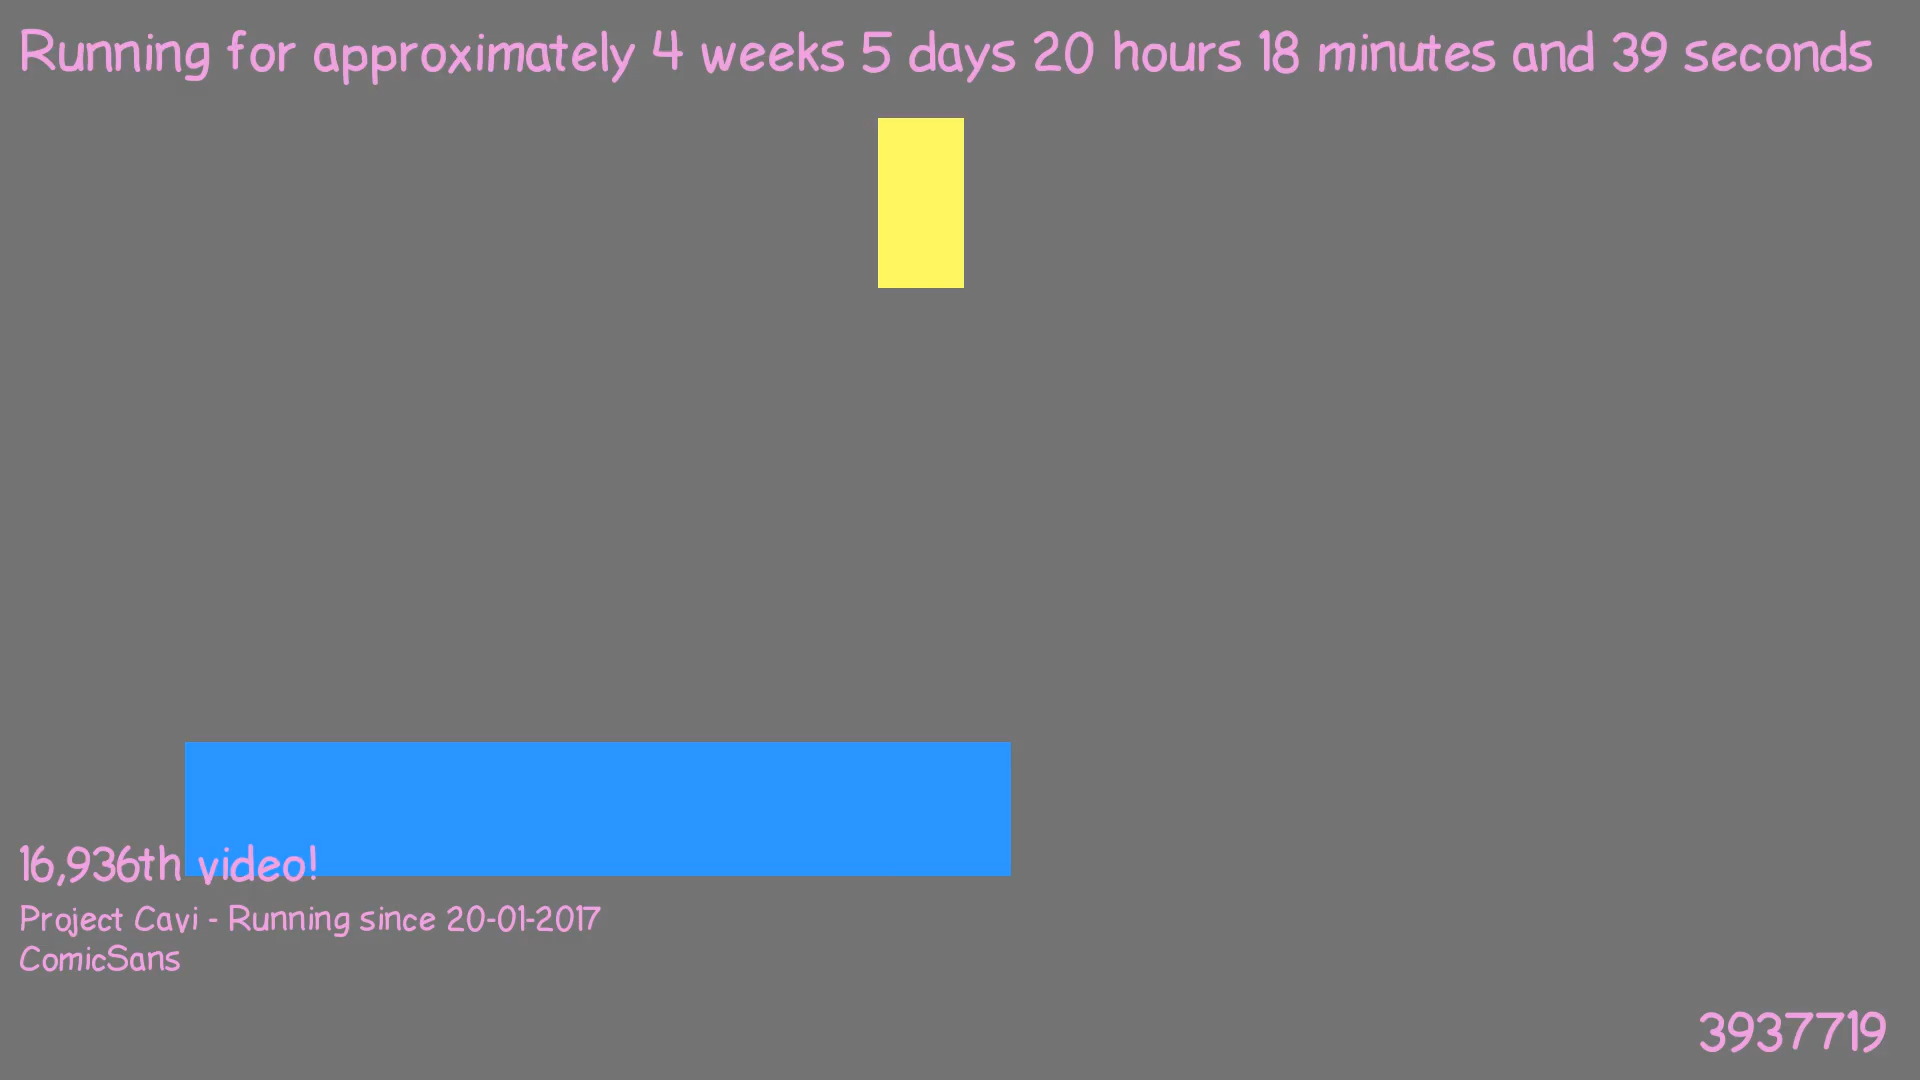 Running for approximately 4 weeks 5 days 20 hours 18 minutes and 39 seconds
16,936th video!
Project Cavi - Running since 20-01-2017
ComicSans
3937719